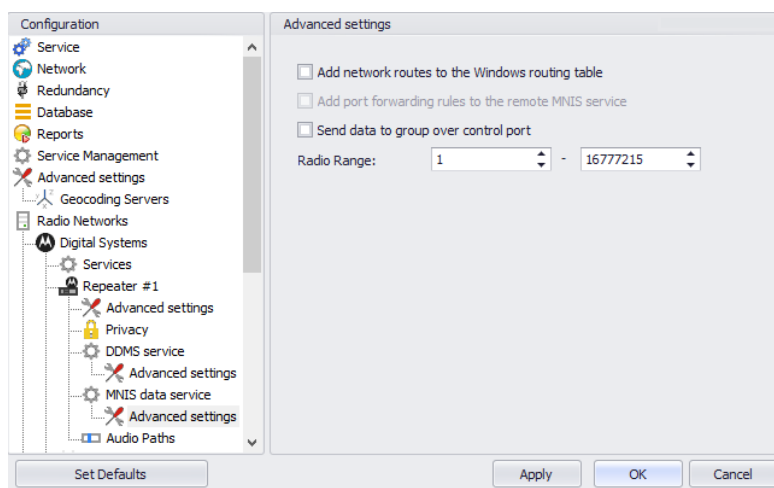 Configuration
Service
Network
Redundancy
Database
Reports
Service Management
Advanced settings
Geocoding Servers
Radio Networks
Digital Systems
Services
Repeater #1
Advanced settings
Privacy
DDMS service
Advanced settings
MNIS data service
Advanced settings
Audio Paths
Advanced settings
Add network routes to the Windows routing table
Add port forwarding rules to the remote MNIS service
Send data to group over control port
Radio Range: 1 - 16777215
Set Defaults Apply OK Cancel